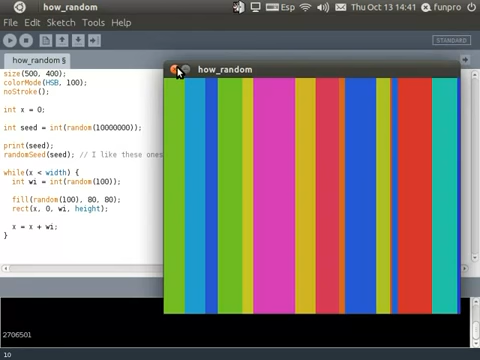 how_random
Esp
Thu Oct 13 14:41
funpro
File Edit Sketch Tools Help
STANDARD
how_random §
size(500, 400);
colorMode(HSB, 100);
noStroke();
int x = 0;
int seed = int(random(10000000));
print(seed);
randomSeed(seed); // I like these ones
while(x < width) {
int wi = int(random(100));
fill(random(100), 80, 80);
rect(x, 0, wi, height);
x = x + wi;
}
how_random
2706501
10